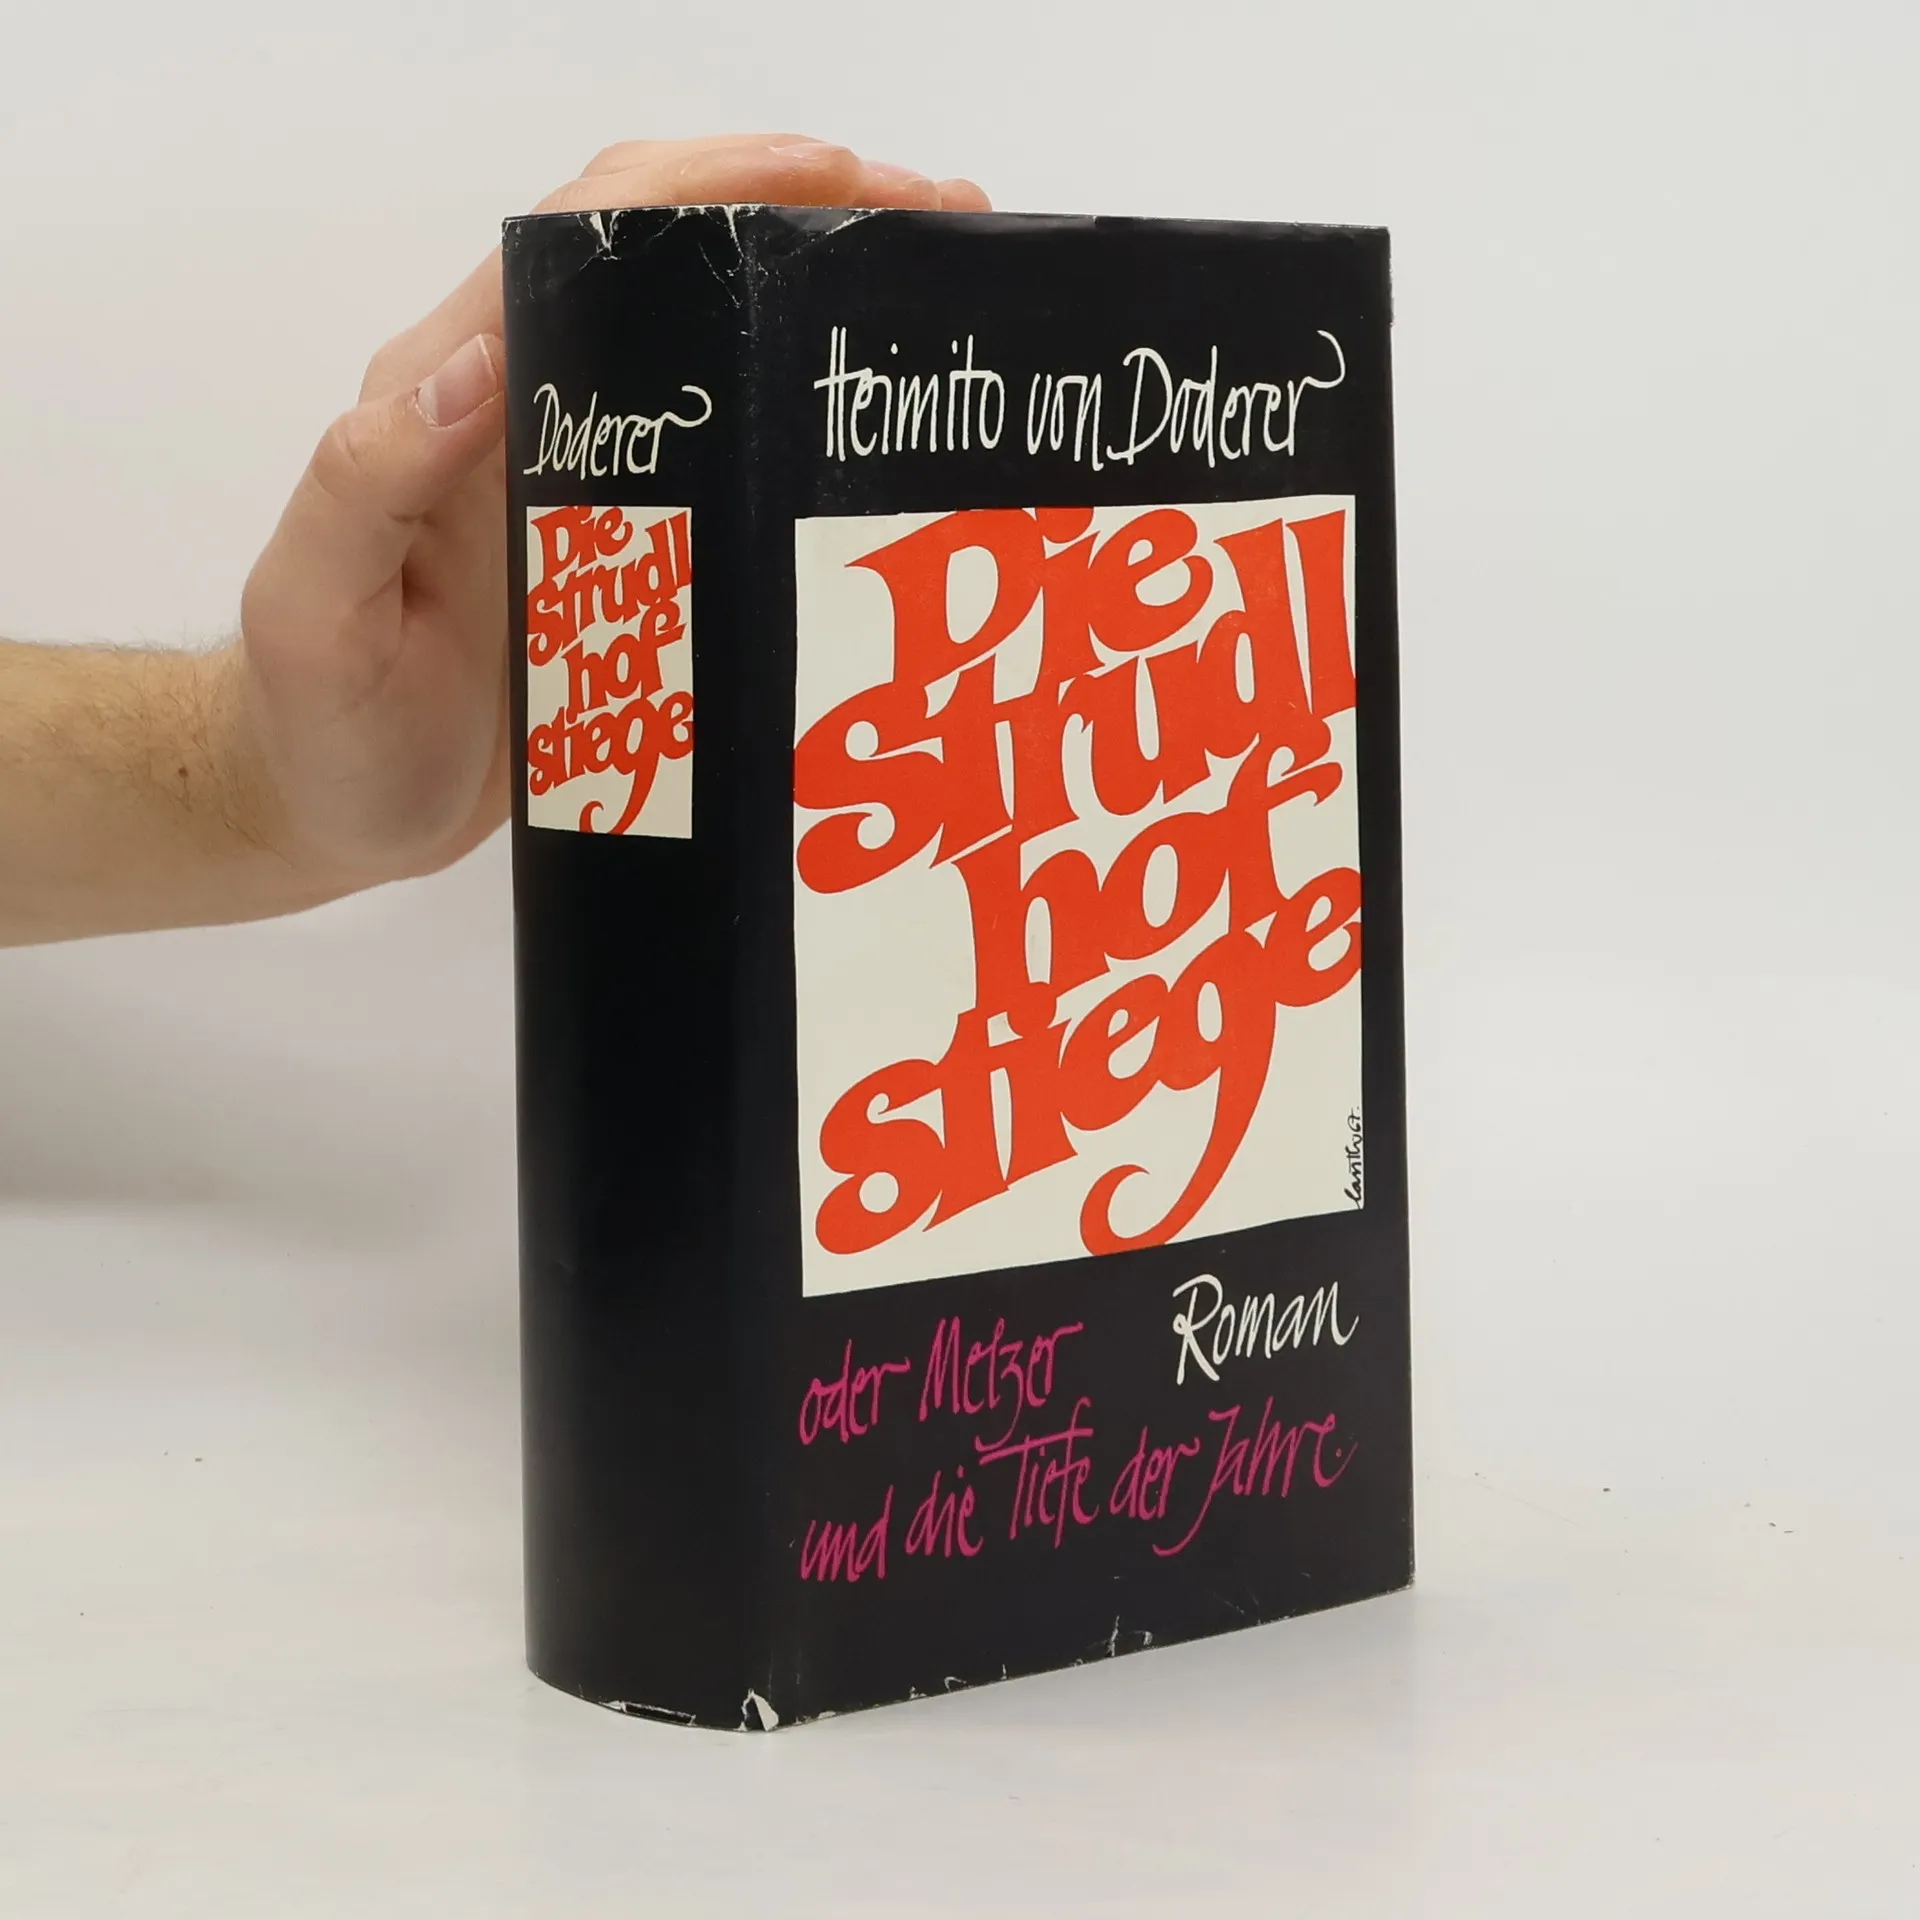 Doderer
Die
Strudl
hof
stiege
Heimito von Doderer
Die
Strudl
hof
stiege
Roman
oder Melzer
und die Tiefe der Jahre.